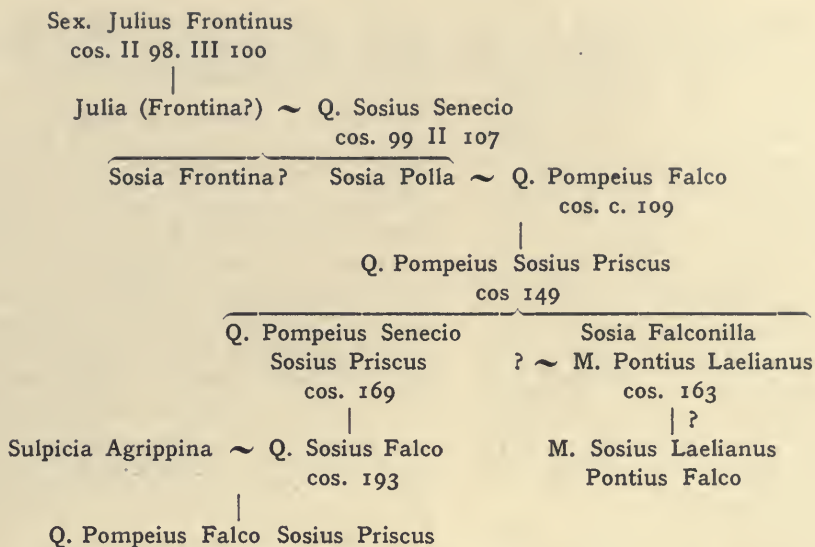 Sex. Julius Frontinus
cos. II 98. III 100
Julia (Frontina?) ~ Q. Sosius Senecio
cos. 99 II 107
Sosia Frontina? Sosia Polla ~ Q. Pompeius Falco
cos. c. 109
Q. Pompeius Sosius Priscus
cos 149
Q. Pompeius Senecio Sosia Falconilla
Sosius Priscus ? ~ M. Pontius Laelianus
cos. 169 cos. 163
?
Sulpicia Agrippina ~ Q. Sosius Falco M. Sosius Laelianus
cos. 193 Pontius Falco
Q. Pompeius Falco Sosius Priscus